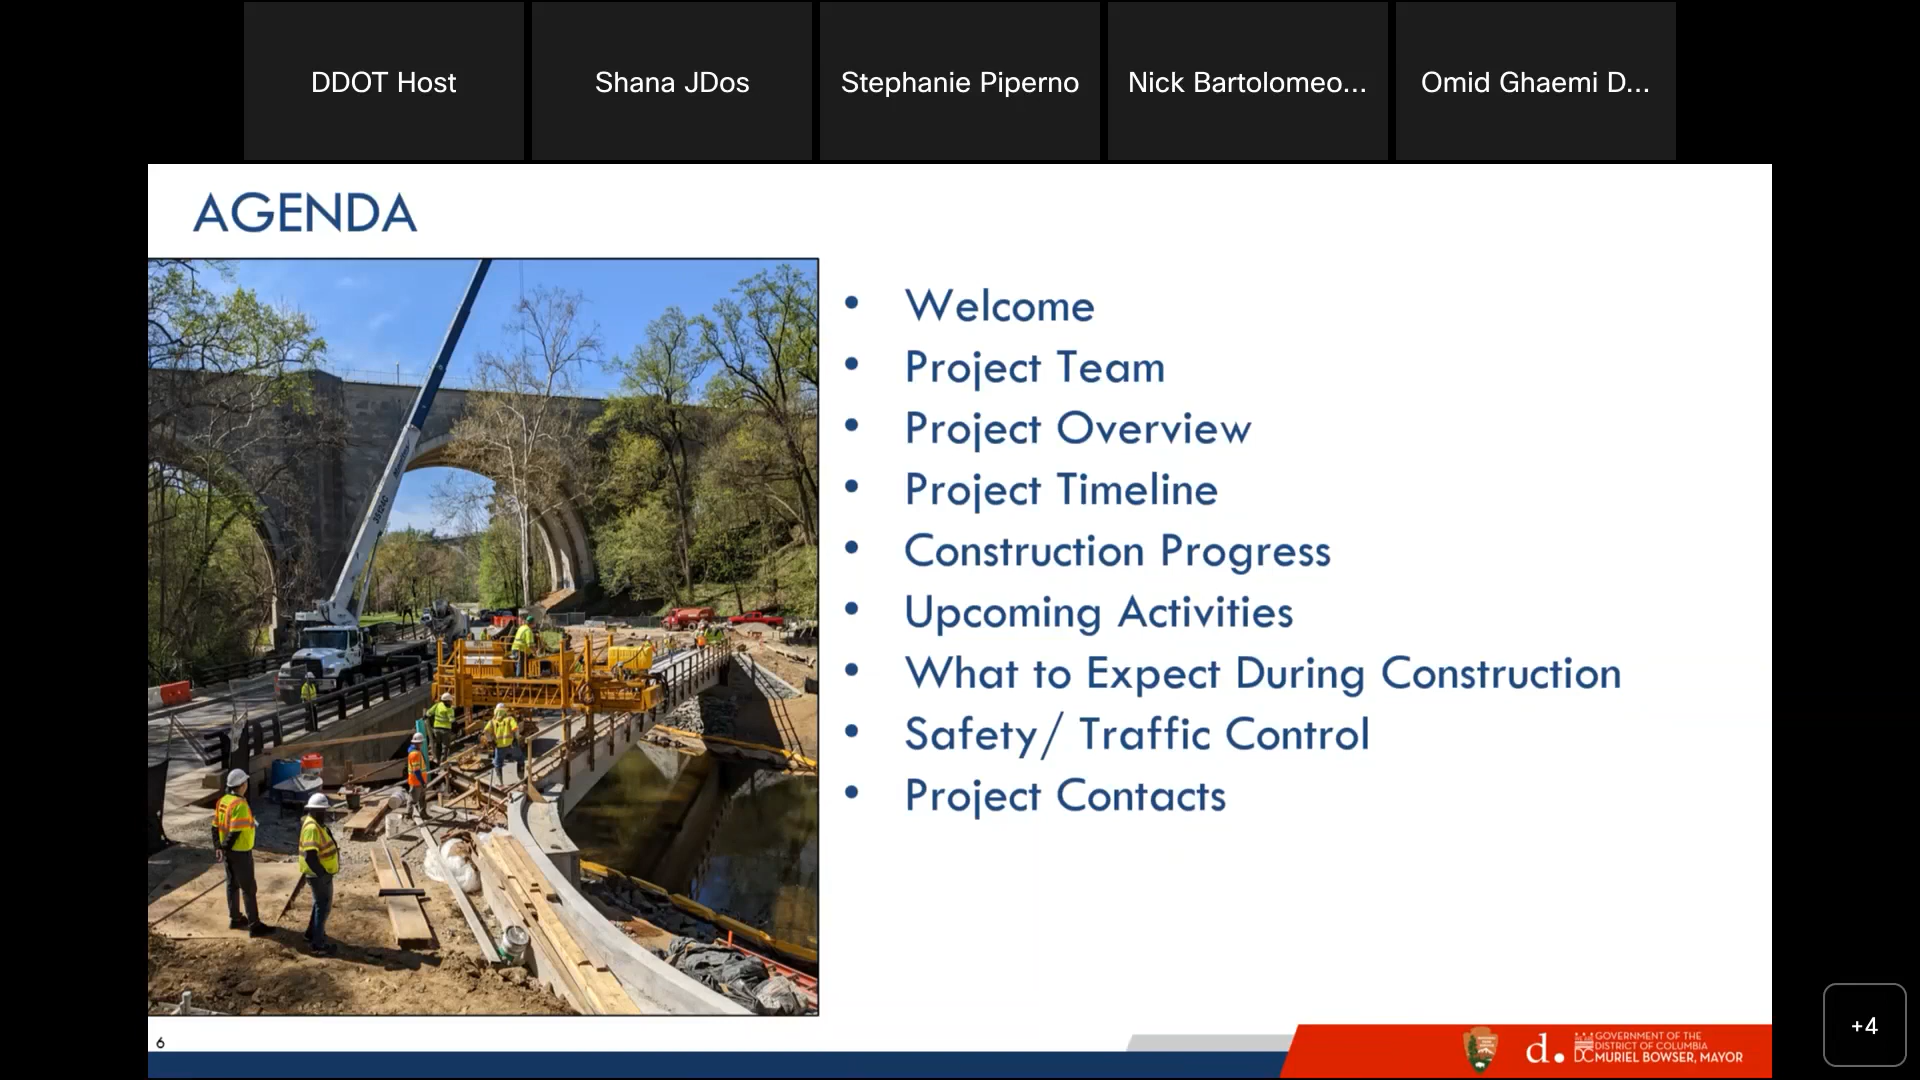 DDOT Host
Shana JDos
Stephanie Piperno
Nick Bartolomeo...
Omid Ghaemi D...
AGENDA
• Welcome
• Project Team
• Project Overview
• Project Timeline
• Construction Progress
• Upcoming Activities
• What to Expect During Construction
• Safety/ Traffic Control
• Project Contacts
6
d.
GOVERNMENT OF THE
DISTRICT OF COLUMBIA
DC MURIEL BOWSER, MAYOR
+4